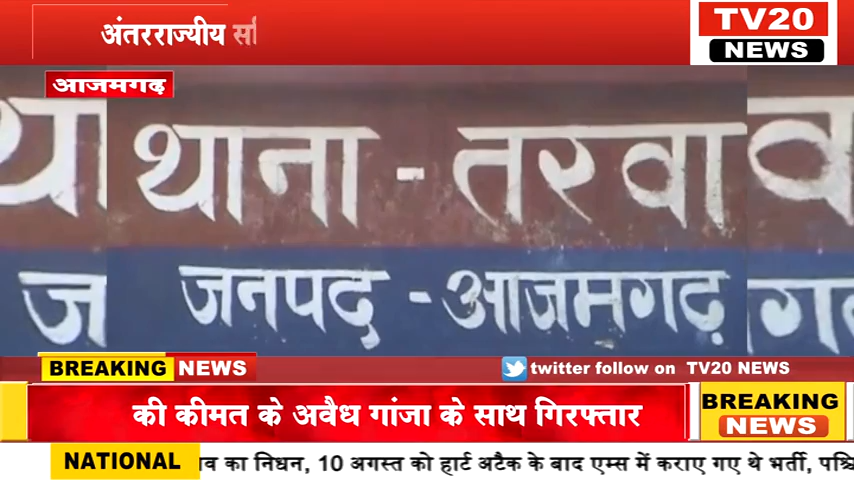 अंतरराज्यीय
TV20
NEWS
आजमगढ़
थाना - तरवा
जनपद - आजमगढ़
BREAKING NEWS
twitter follow on TV20 NEWS
की कीमत के अवैध गांजा के साथ गिरफ्तार
BREAKING
NEWS
NATIONAL
का निधन, 10 अगस्त को हार्ट अटैक के बाद एम्स में कराए गए थे भर्ती,